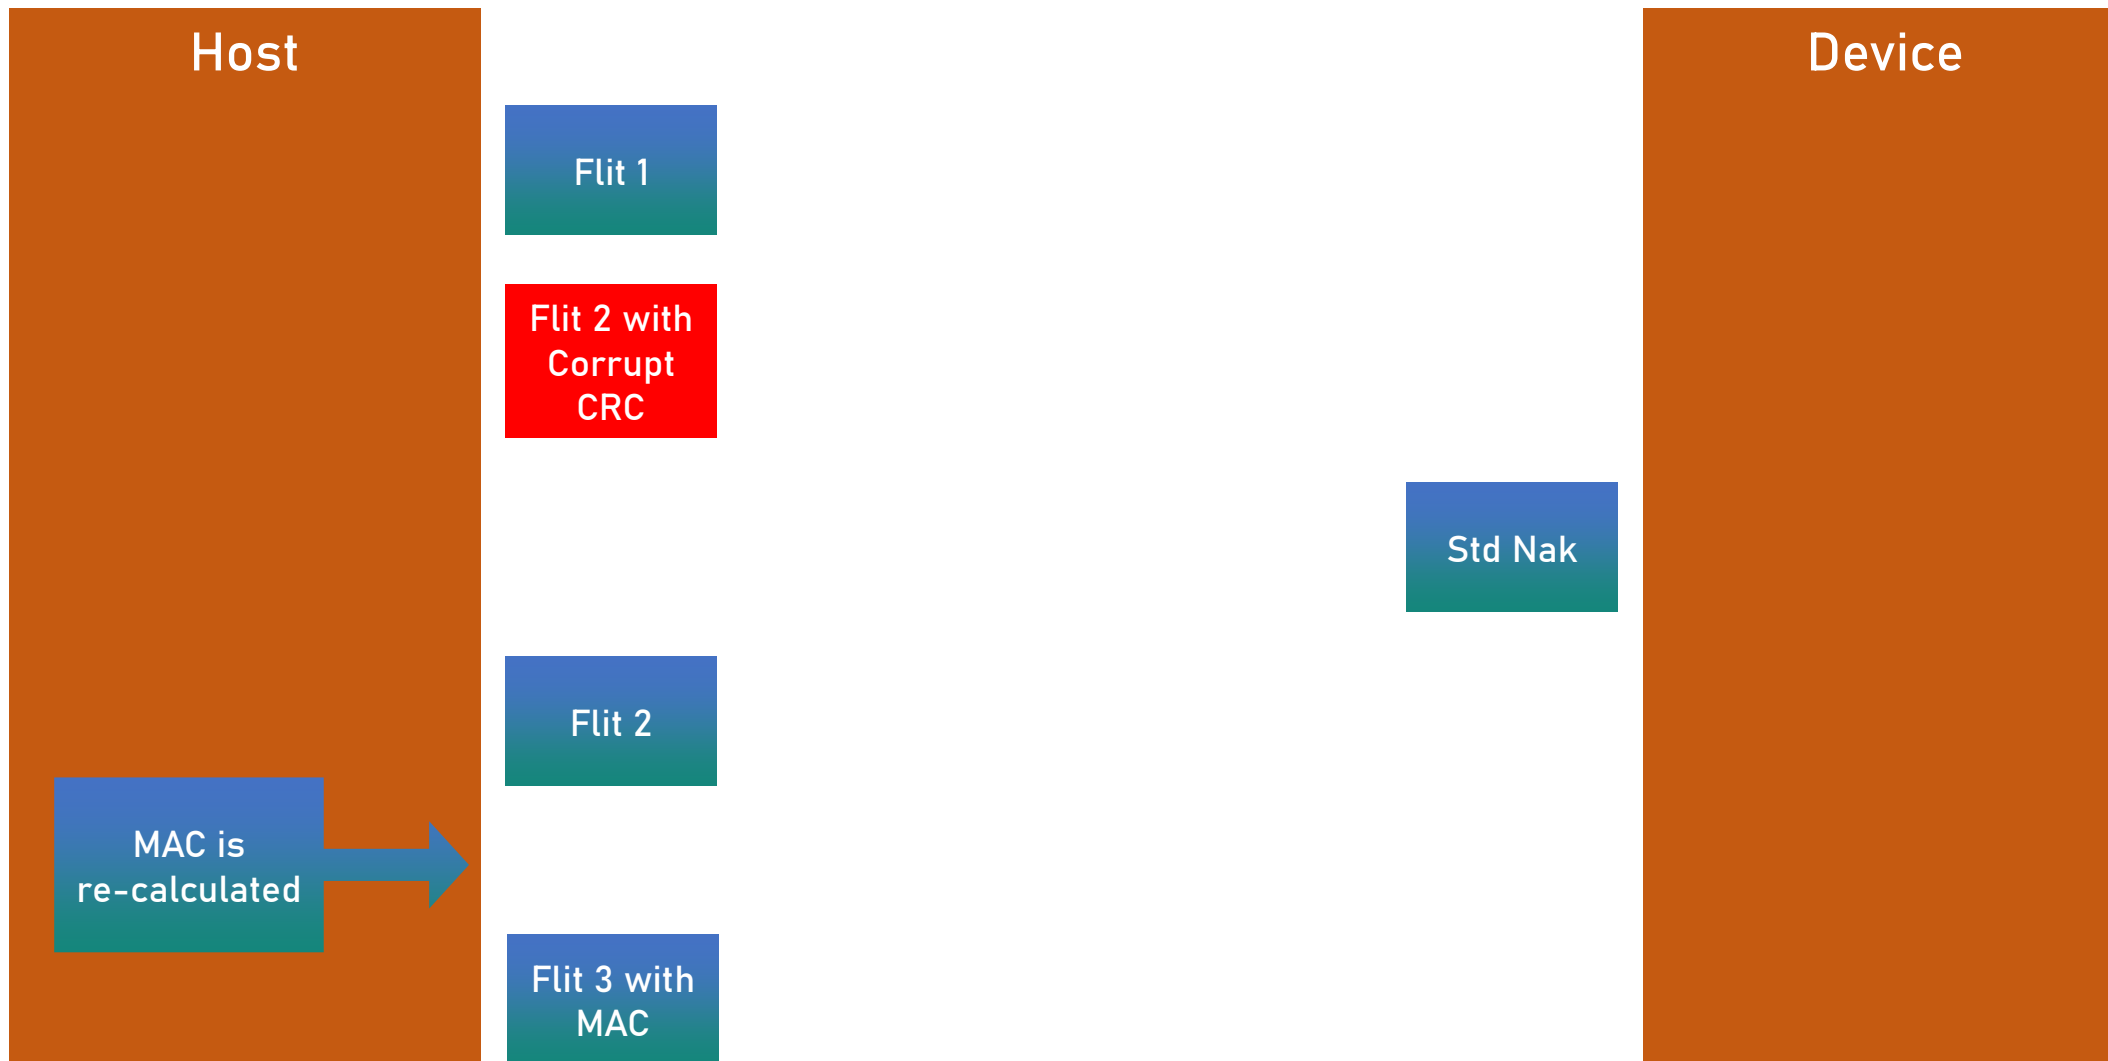 Host
Device
Flit 1
Flit 2 with
Corrupt
CRC
Std Nak
Flit 2
MAC is
re-calculated
Flit 3 with
MAC